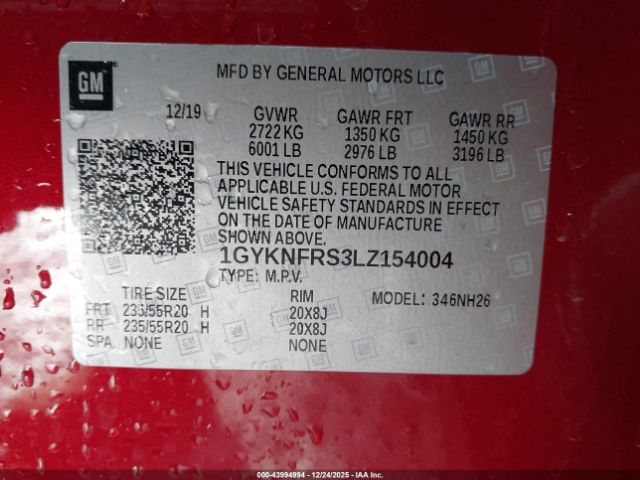 GM
MFD BY GENERAL MOTORS LLC
12/19 GVWR GAWR FRT GAWR RR
2722 KG 1350 KG 1450 KG
6001 LB 2976 LB 3196 LB
THIS VEHICLE CONFORMS TO ALL
APPLICABLE U.S. FEDERAL MOTOR
VEHICLE SAFETY STANDARDS IN EFFECT
ON THE DATE OF MANUFACTURE
SHOWN ABOVE.
1GYKNFRS3LZ154004
TYPE: M.P.V.
TIRE SIZE RIM MODEL: 346NH26
FRT 235/55R20 H 20X8J
RR 235/55R20 H 20X8J
SPA NONE NONE
000-43994994 * 12/24/2025 * IAA Corp.